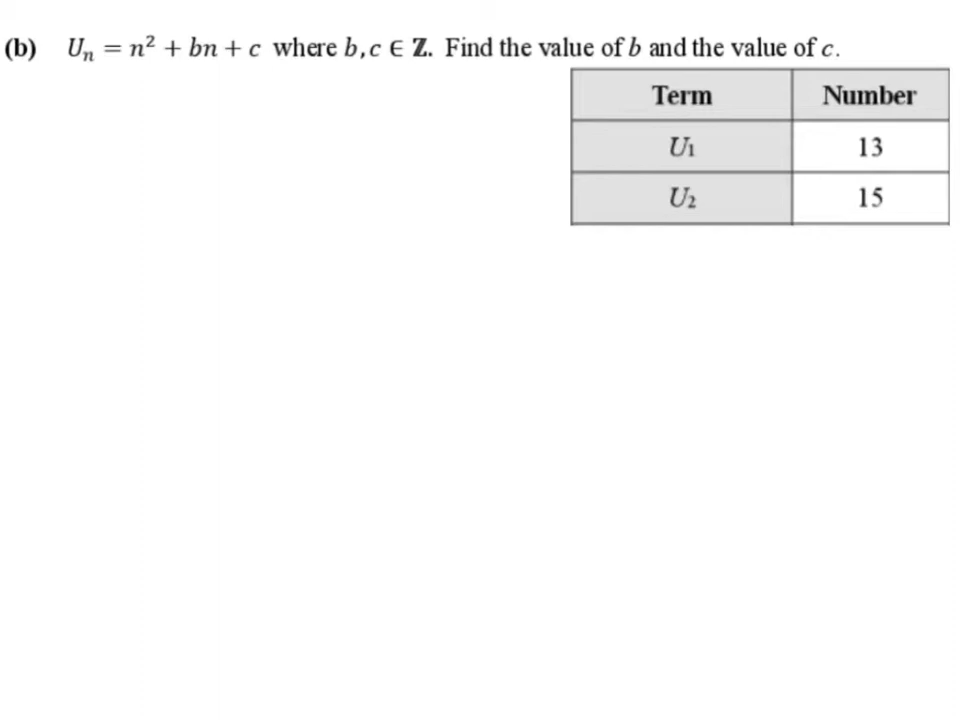 (b) Uₙ = n² + bn + c where b, c ∈ ℤ. Find the value of b and the value of c.
Term Number
U₁ 13
U₂ 15